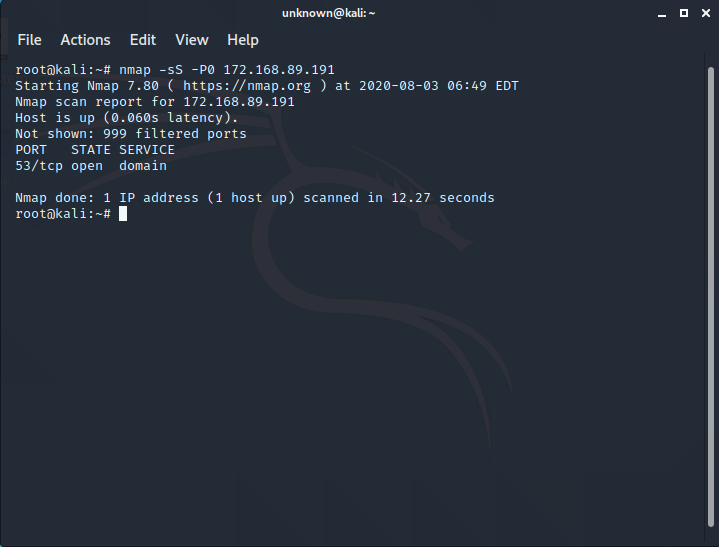 unknown@kali: ~
File Actions Edit View Help
root@kali:~# nmap -sS -P0 172.168.89.191
Starting Nmap 7.80 ( https://nmap.org ) at 2020-08-03 06:49 EDT
Nmap scan report for 172.168.89.191
Host is up (0.060s latency).
Not shown: 999 filtered ports
PORT   STATE SERVICE
53/tcp open  domain
Nmap done: 1 IP address (1 host up) scanned in 12.27 seconds
root@kali:~#